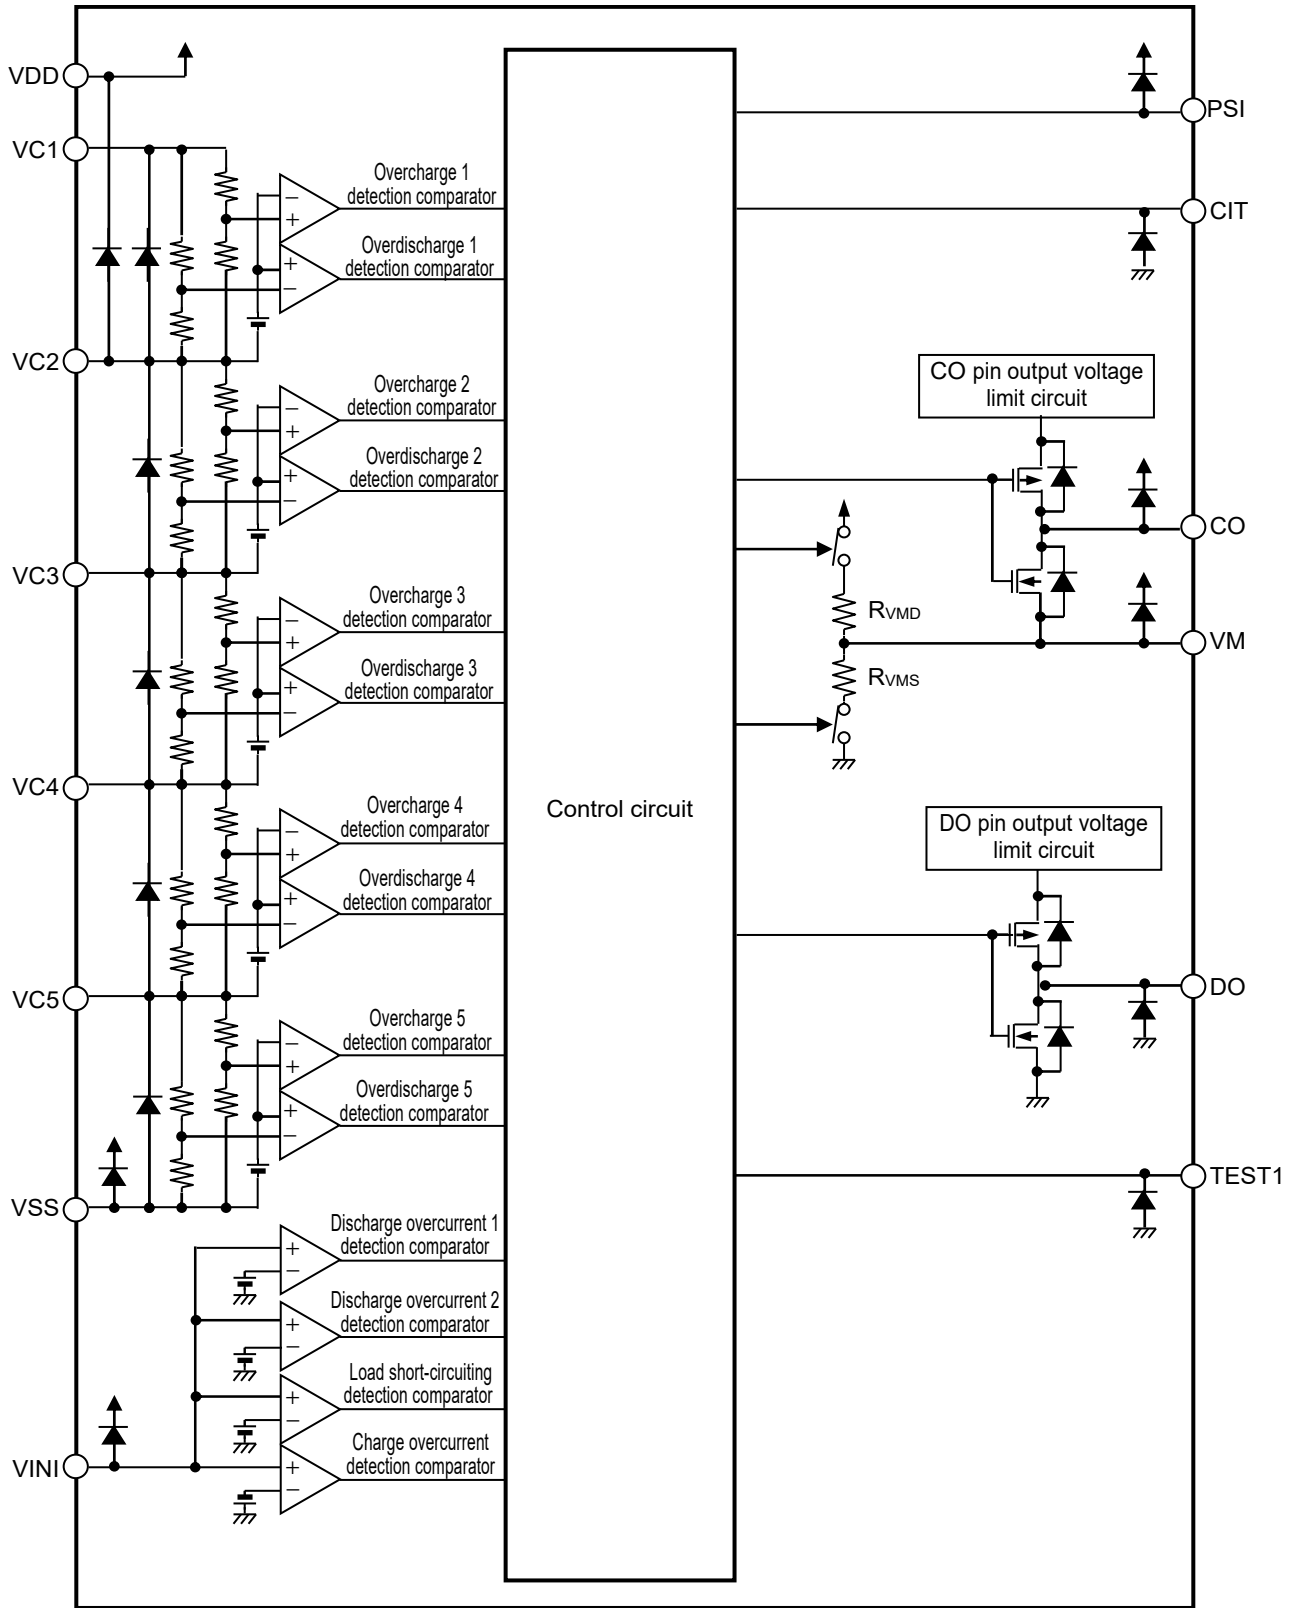 VDD
VC1
VC2
VC3
VC4
VC5
VSS
VINI
Overcharge 1
detection comparator
− 
+
Overdischarge 1
detection comparator
+
−
Overcharge 2
detection comparator
−
+
Overdischarge 2
detection comparator
+
−
Overcharge 3
detection comparator
−
+
Overdischarge 3
detection comparator
+
−
Overcharge 4
detection comparator
−
+
Overdischarge 4
detection comparator
+
−
Overcharge 5
detection comparator
−
+
Overdischarge 5
detection comparator
+
−
Discharge overcurrent 1
detection comparator
+
−
Discharge overcurrent 2
detection comparator
+
−
Load short-circuiting
detection comparator
+
−
Charge overcurrent
detection comparator
+
−
Control circuit
PSI
CIT
CO pin output voltage
limit circuit
CO
RVMD
VM
RVMS
DO pin output voltage
limit circuit
DO
TEST1